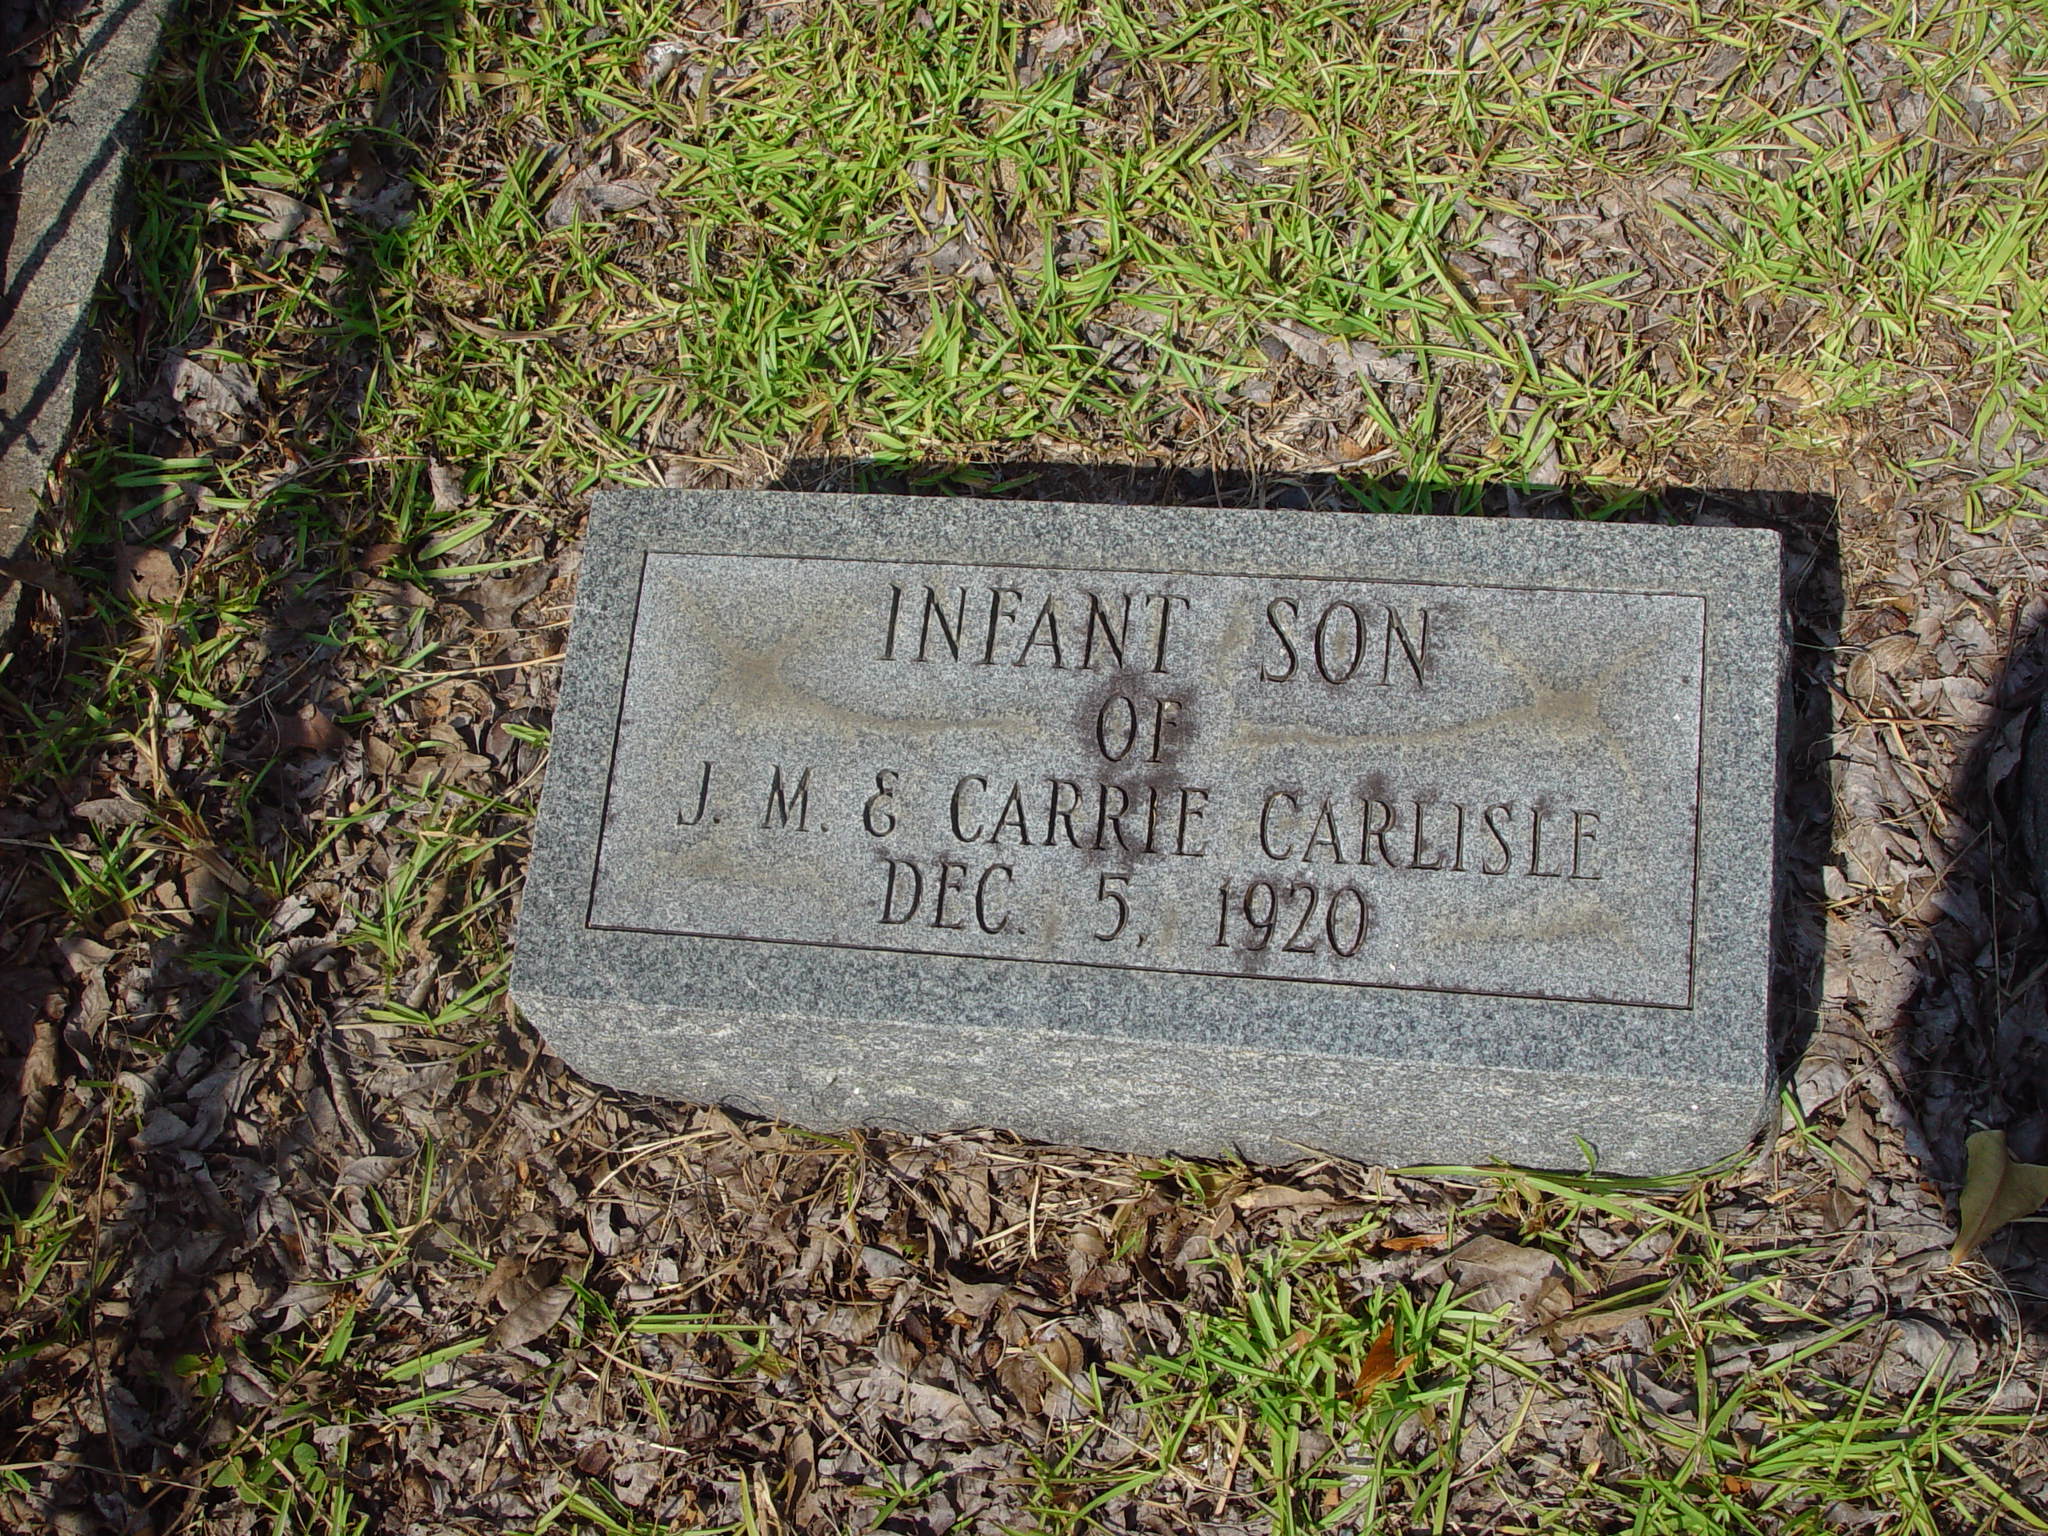 INFANT SON
OF
J. M. & CARRIE CARLISLE
DEC. 5, 1920